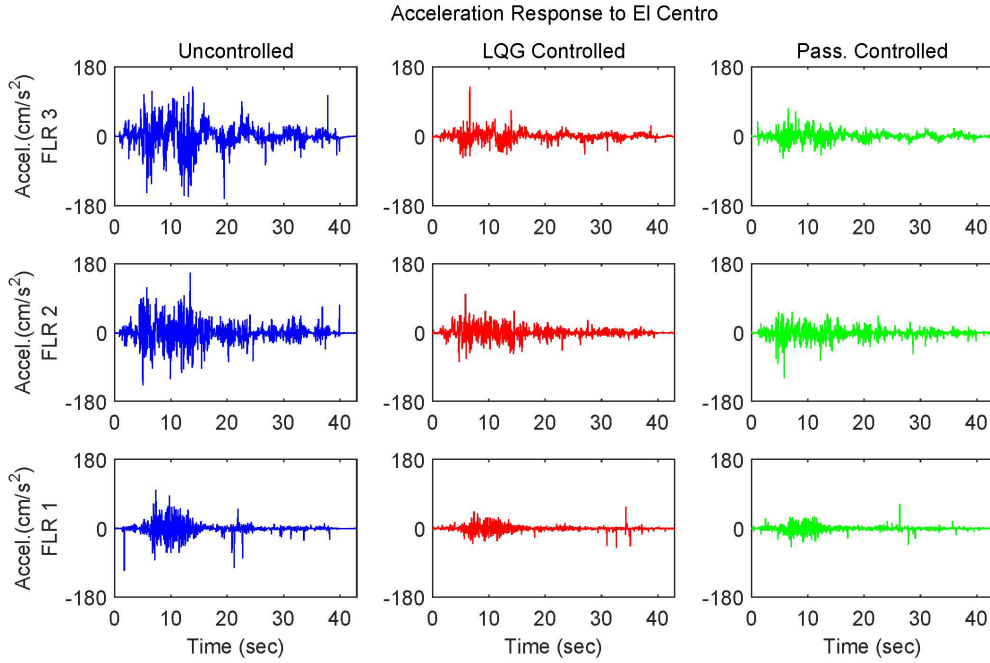 Acceleration Response to El Centro
Uncontrolled LQG Controlled Pass. Controlled
Accel.(cm/s²)
FLR 3
180 180 180
0 0 0
-180 -180 -180
0 10 20 30 40 0 10 20 30 40 0 10 20 30 40
Accel.(cm/s²)
FLR 2
180 180 180
0 0 0
-180 -180 -180
0 10 20 30 40 0 10 20 30 40 0 10 20 30 40
Accel.(cm/s²)
FLR 1
180 180 180
0 0 0
-180 -180 -180
0 10 20 30 40 0 10 20 30 40 0 10 20 30 40
Time (sec) Time (sec) Time (sec)